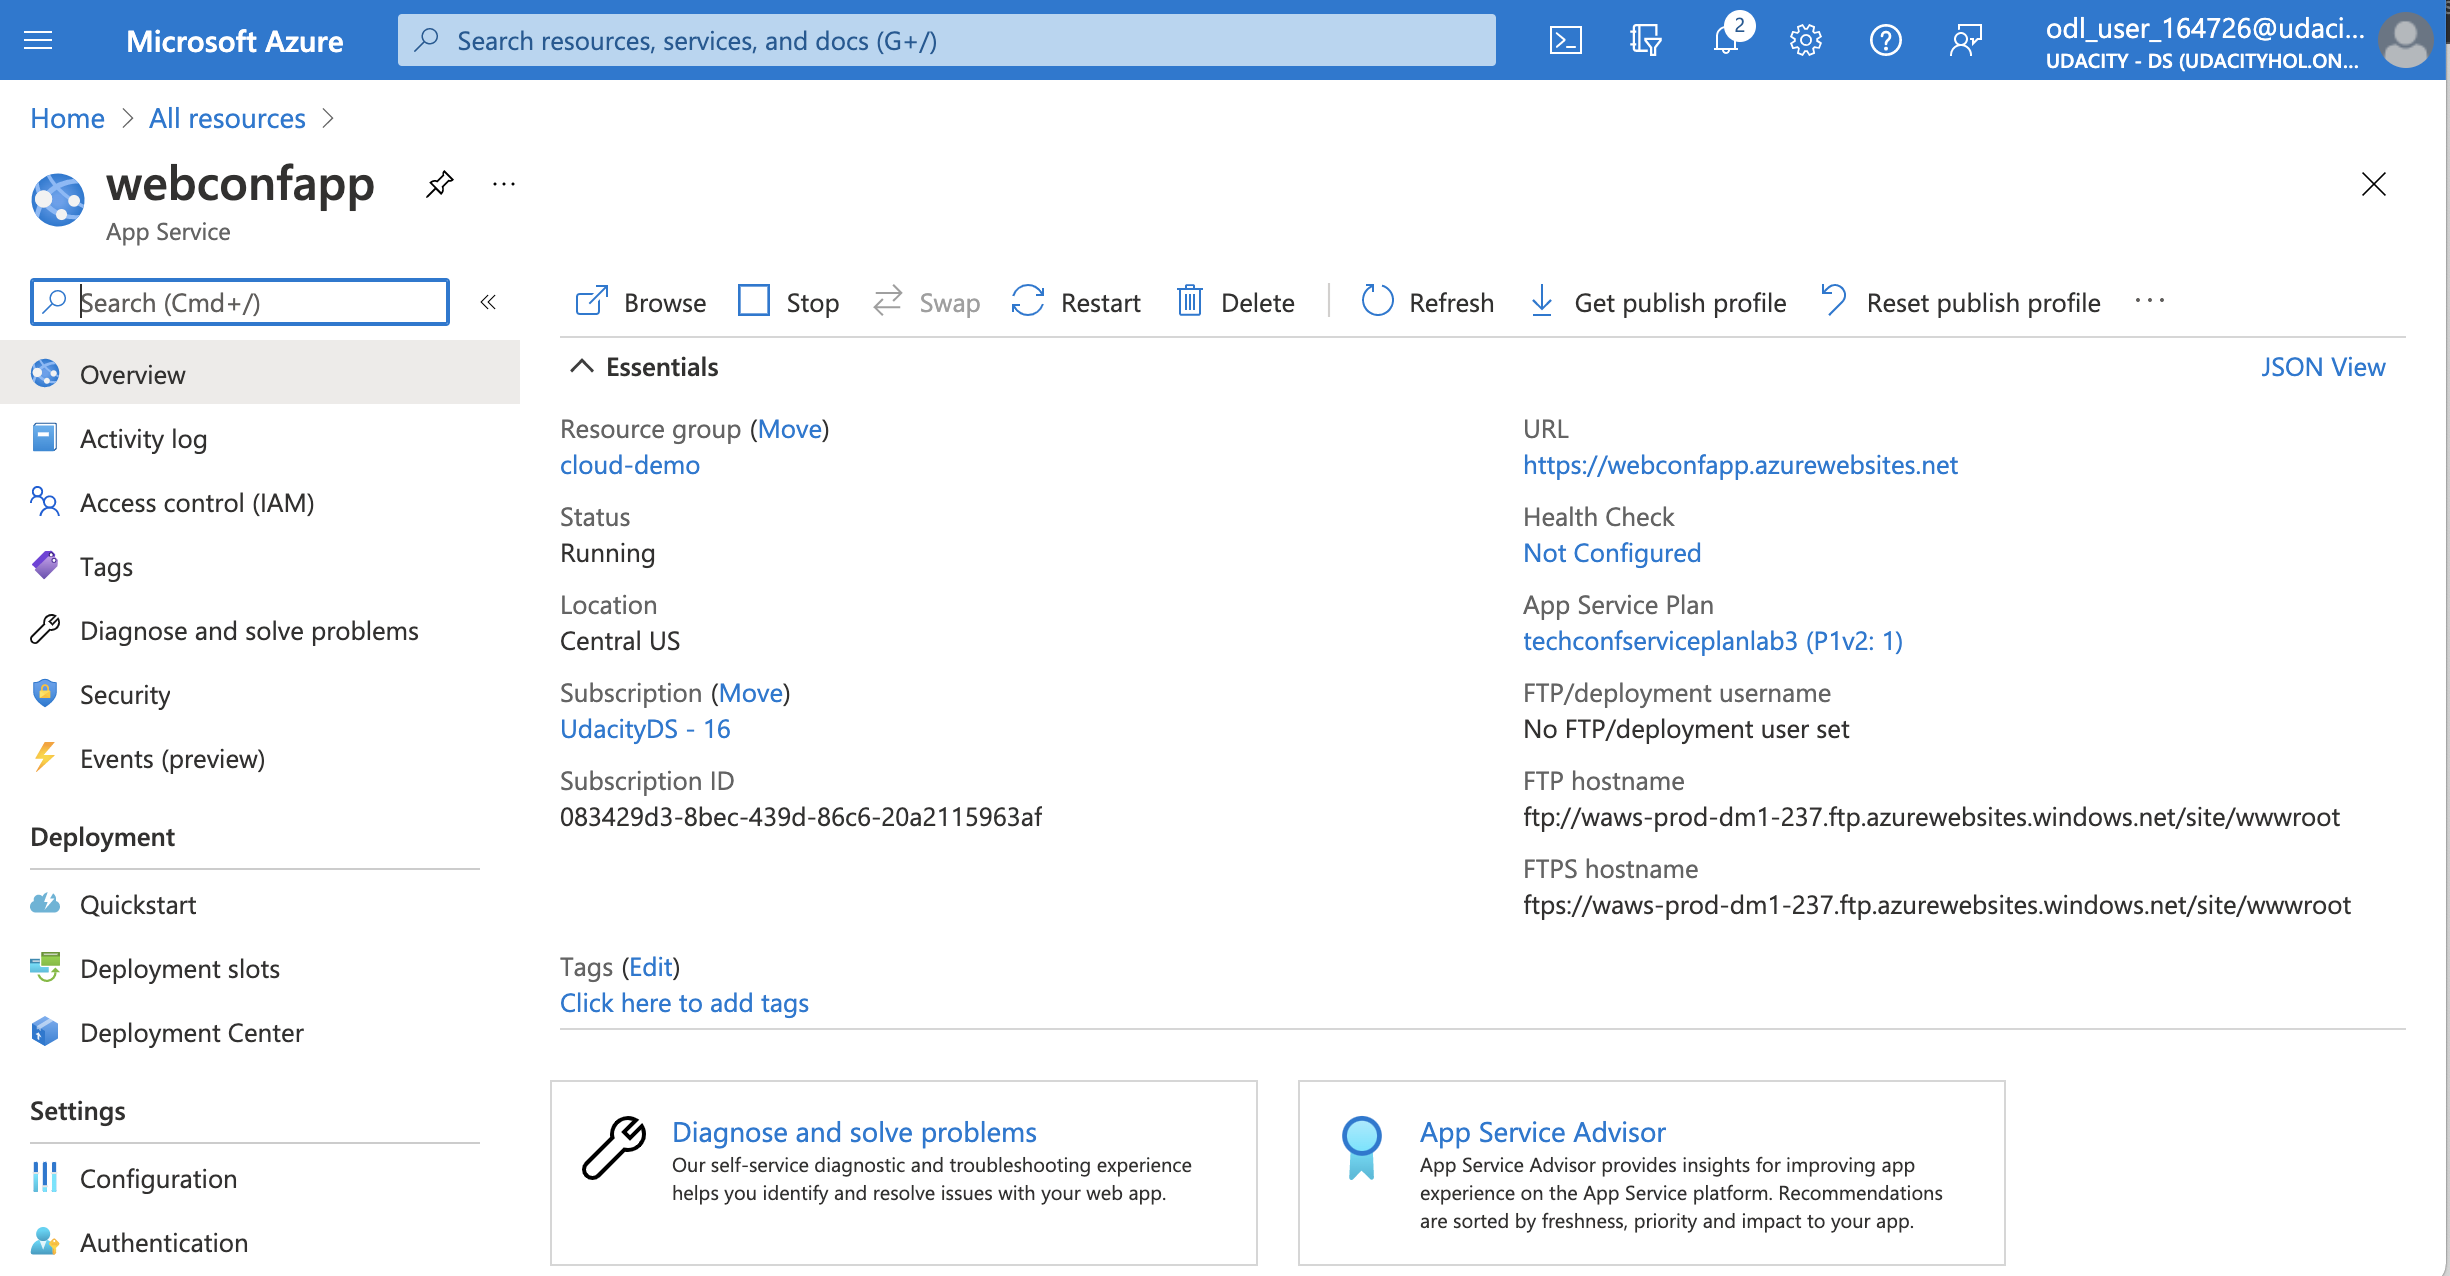 Microsoft Azure
Search resources, services, and docs (G+/)
2
odl_user_164726@udaci...
UDACITY - DS (UDACITYHOL.ON...
Home > All resources >
webconfapp
...
App Service
Search (Cmd+/)
«
Overview
Activity log
Access control (IAM)
Tags
Diagnose and solve problems
Security
Events (preview)
Deployment
Quickstart
Deployment slots
Deployment Center
Settings
Configuration
Authentication
Browse Stop Swap Restart Delete Refresh Get publish profile Reset publish profile ...
Essentials
JSON View
Resource group (Move)
cloud-demo
Status
Running
Location
Central US
Subscription (Move)
UdacityDS - 16
Subscription ID
083429d3-8bec-439d-86c6-20a2115963af
URL
https://webconfapp.azurewebsites.net
Health Check
Not Configured
App Service Plan
techconfserviceplanlab3 (P1v2: 1)
FTP/deployment username
No FTP/deployment user set
FTP hostname
ftp://waws-prod-dm1-237.ftp.azurewebsites.windows.net/site/wwwroot
FTPS hostname
ftps://waws-prod-dm1-237.ftp.azurewebsites.windows.net/site/wwwroot
Tags (Edit)
Click here to add tags
Diagnose and solve problems
Our self-service diagnostic and troubleshooting experience
helps you identify and resolve issues with your web app.
App Service Advisor
App Service Advisor provides insights for improving app
experience on the App Service platform. Recommendations
are sorted by freshness, priority and impact to your app.